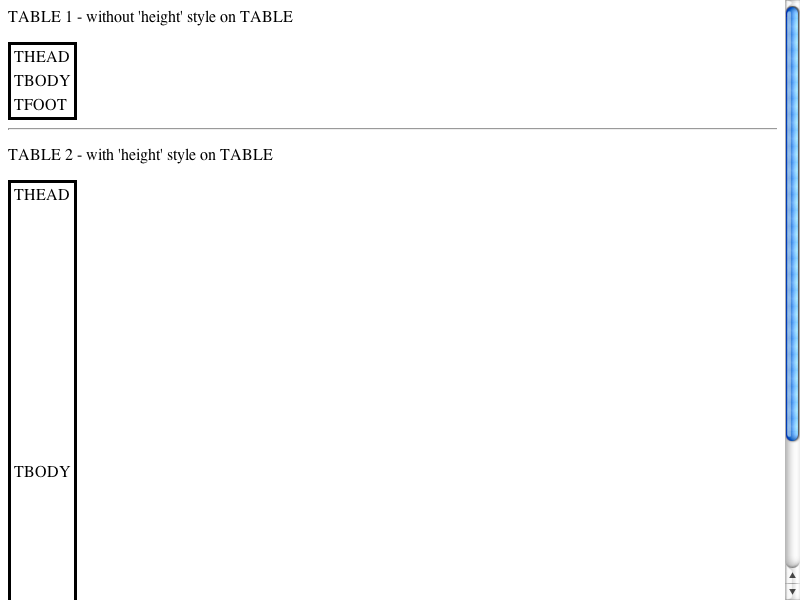 TABLE 1 - without 'height' style on TABLE
THEAD
TBODY
TFOOT
TABLE 2 - with 'height' style on TABLE
THEAD
TBODY